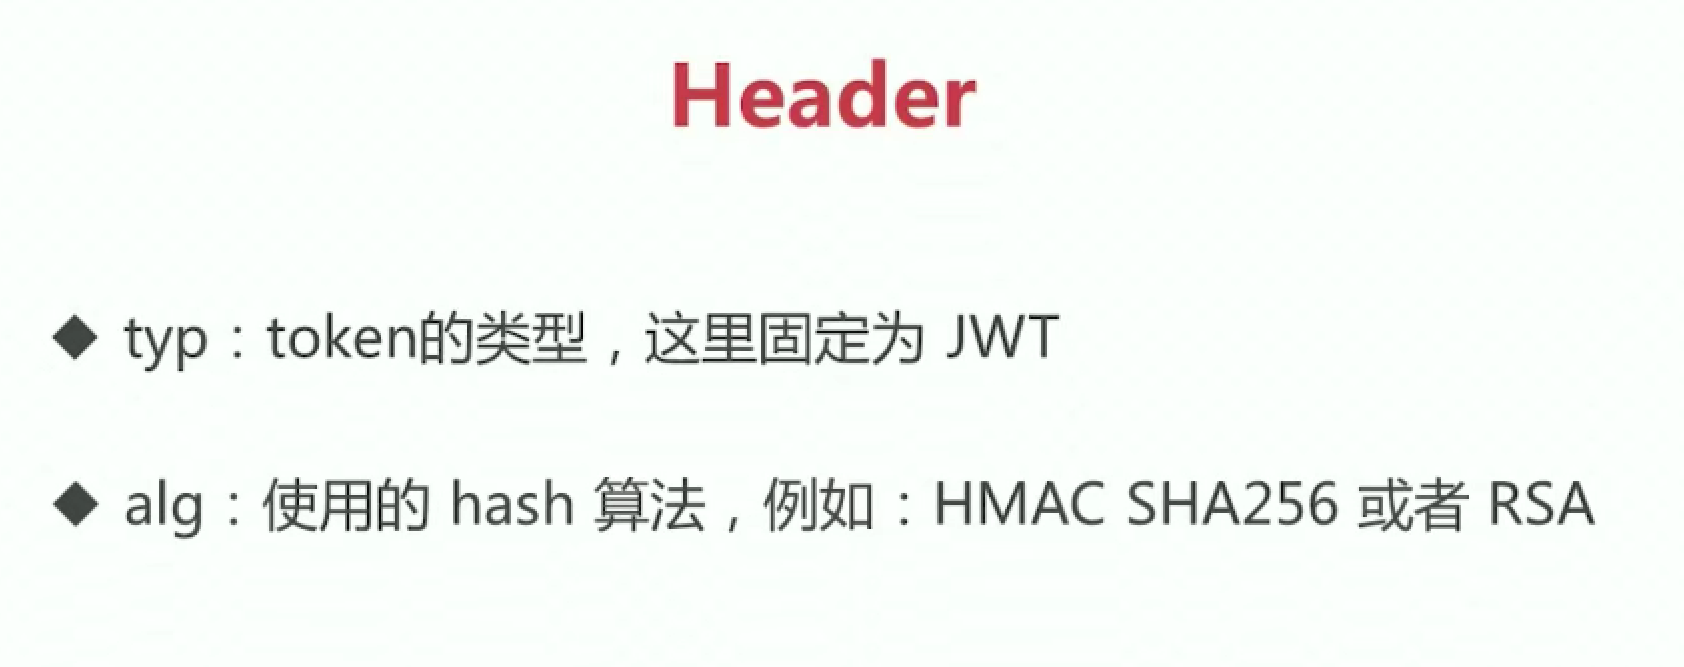 Header
◆ typ：token的类型，这里固定为 JWT
◆ alg：使用的 hash 算法，例如：HMAC SHA256 或者 RSA